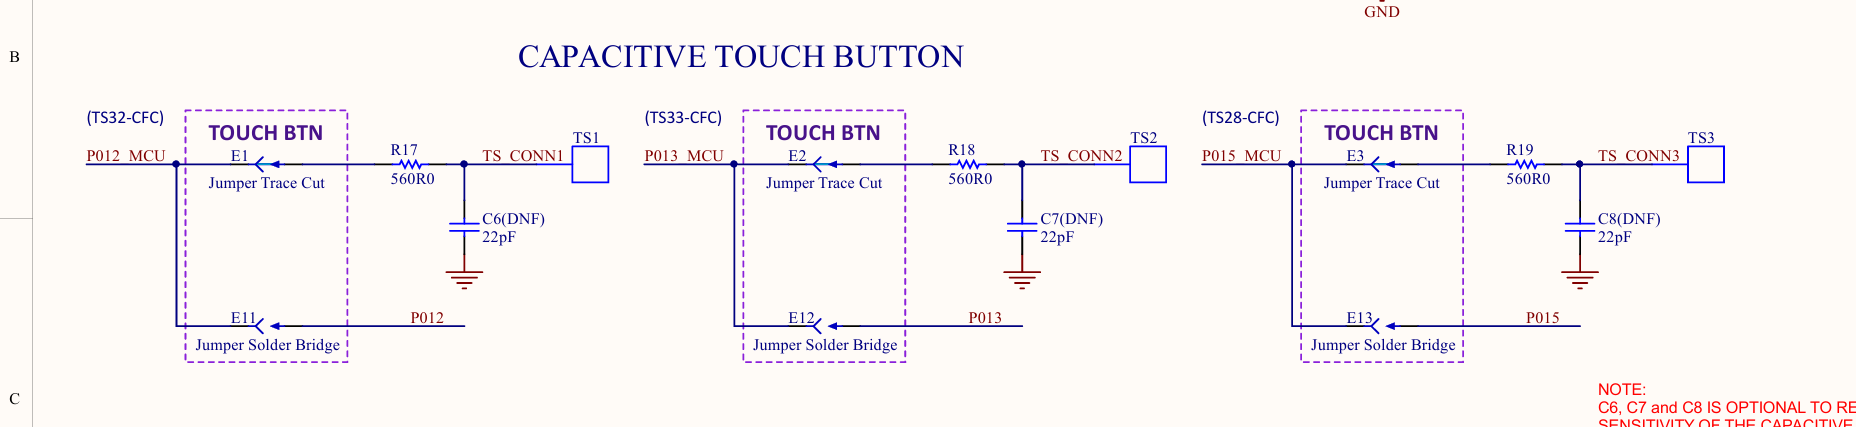 GND
B
CAPACITIVE TOUCH BUTTON
(TS32-CFC)
TOUCH BTN
P012_MCU
E1
Jumper Trace Cut
R17
560R0
TS_CONN1
TS1
C6(DNF)
22pF
E11
P012
Jumper Solder Bridge
(TS33-CFC)
TOUCH BTN
P013_MCU
E2
Jumper Trace Cut
R18
560R0
TS_CONN2
TS2
C7(DNF)
22pF
E12
P013
Jumper Solder Bridge
(TS28-CFC)
TOUCH BTN
P015_MCU
E3
Jumper Trace Cut
R19
560R0
TS_CONN3
TS3
C8(DNF)
22pF
E13
P015
Jumper Solder Bridge
C
NOTE:
C6, C7 and C8 IS OPTIONAL TO RE
SENSITIVITY OF THE CAPACITIVE